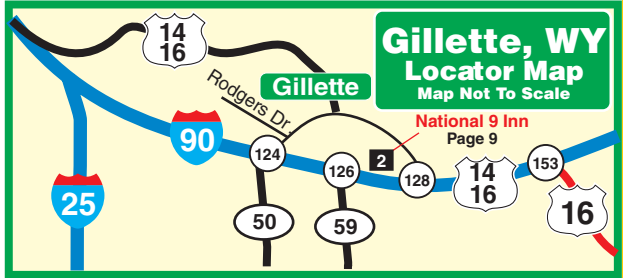 14
16
Gillette, WY
Locator Map
Map Not To Scale
Gillette
Rodgers Dr.
National 9 Inn
Page 9
90
124
126
2
128
14
16
153
25
50
59
16